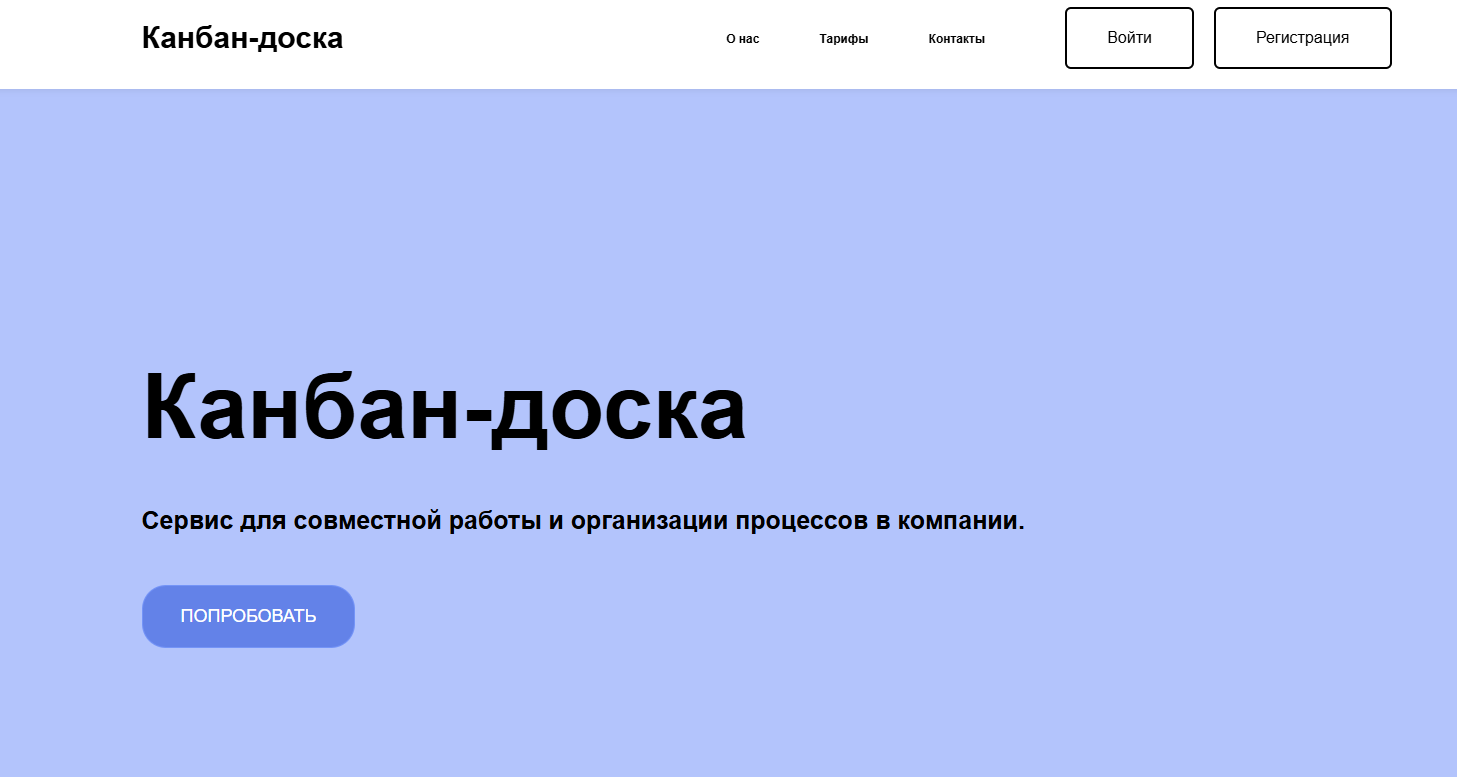 Канбан-доска
О нас
Тарифы
Контакты
Войти
Регистрация
Канбан-доска
Сервис для совместной работы и организации процессов в компании.
ПОПРОБОВАТЬ